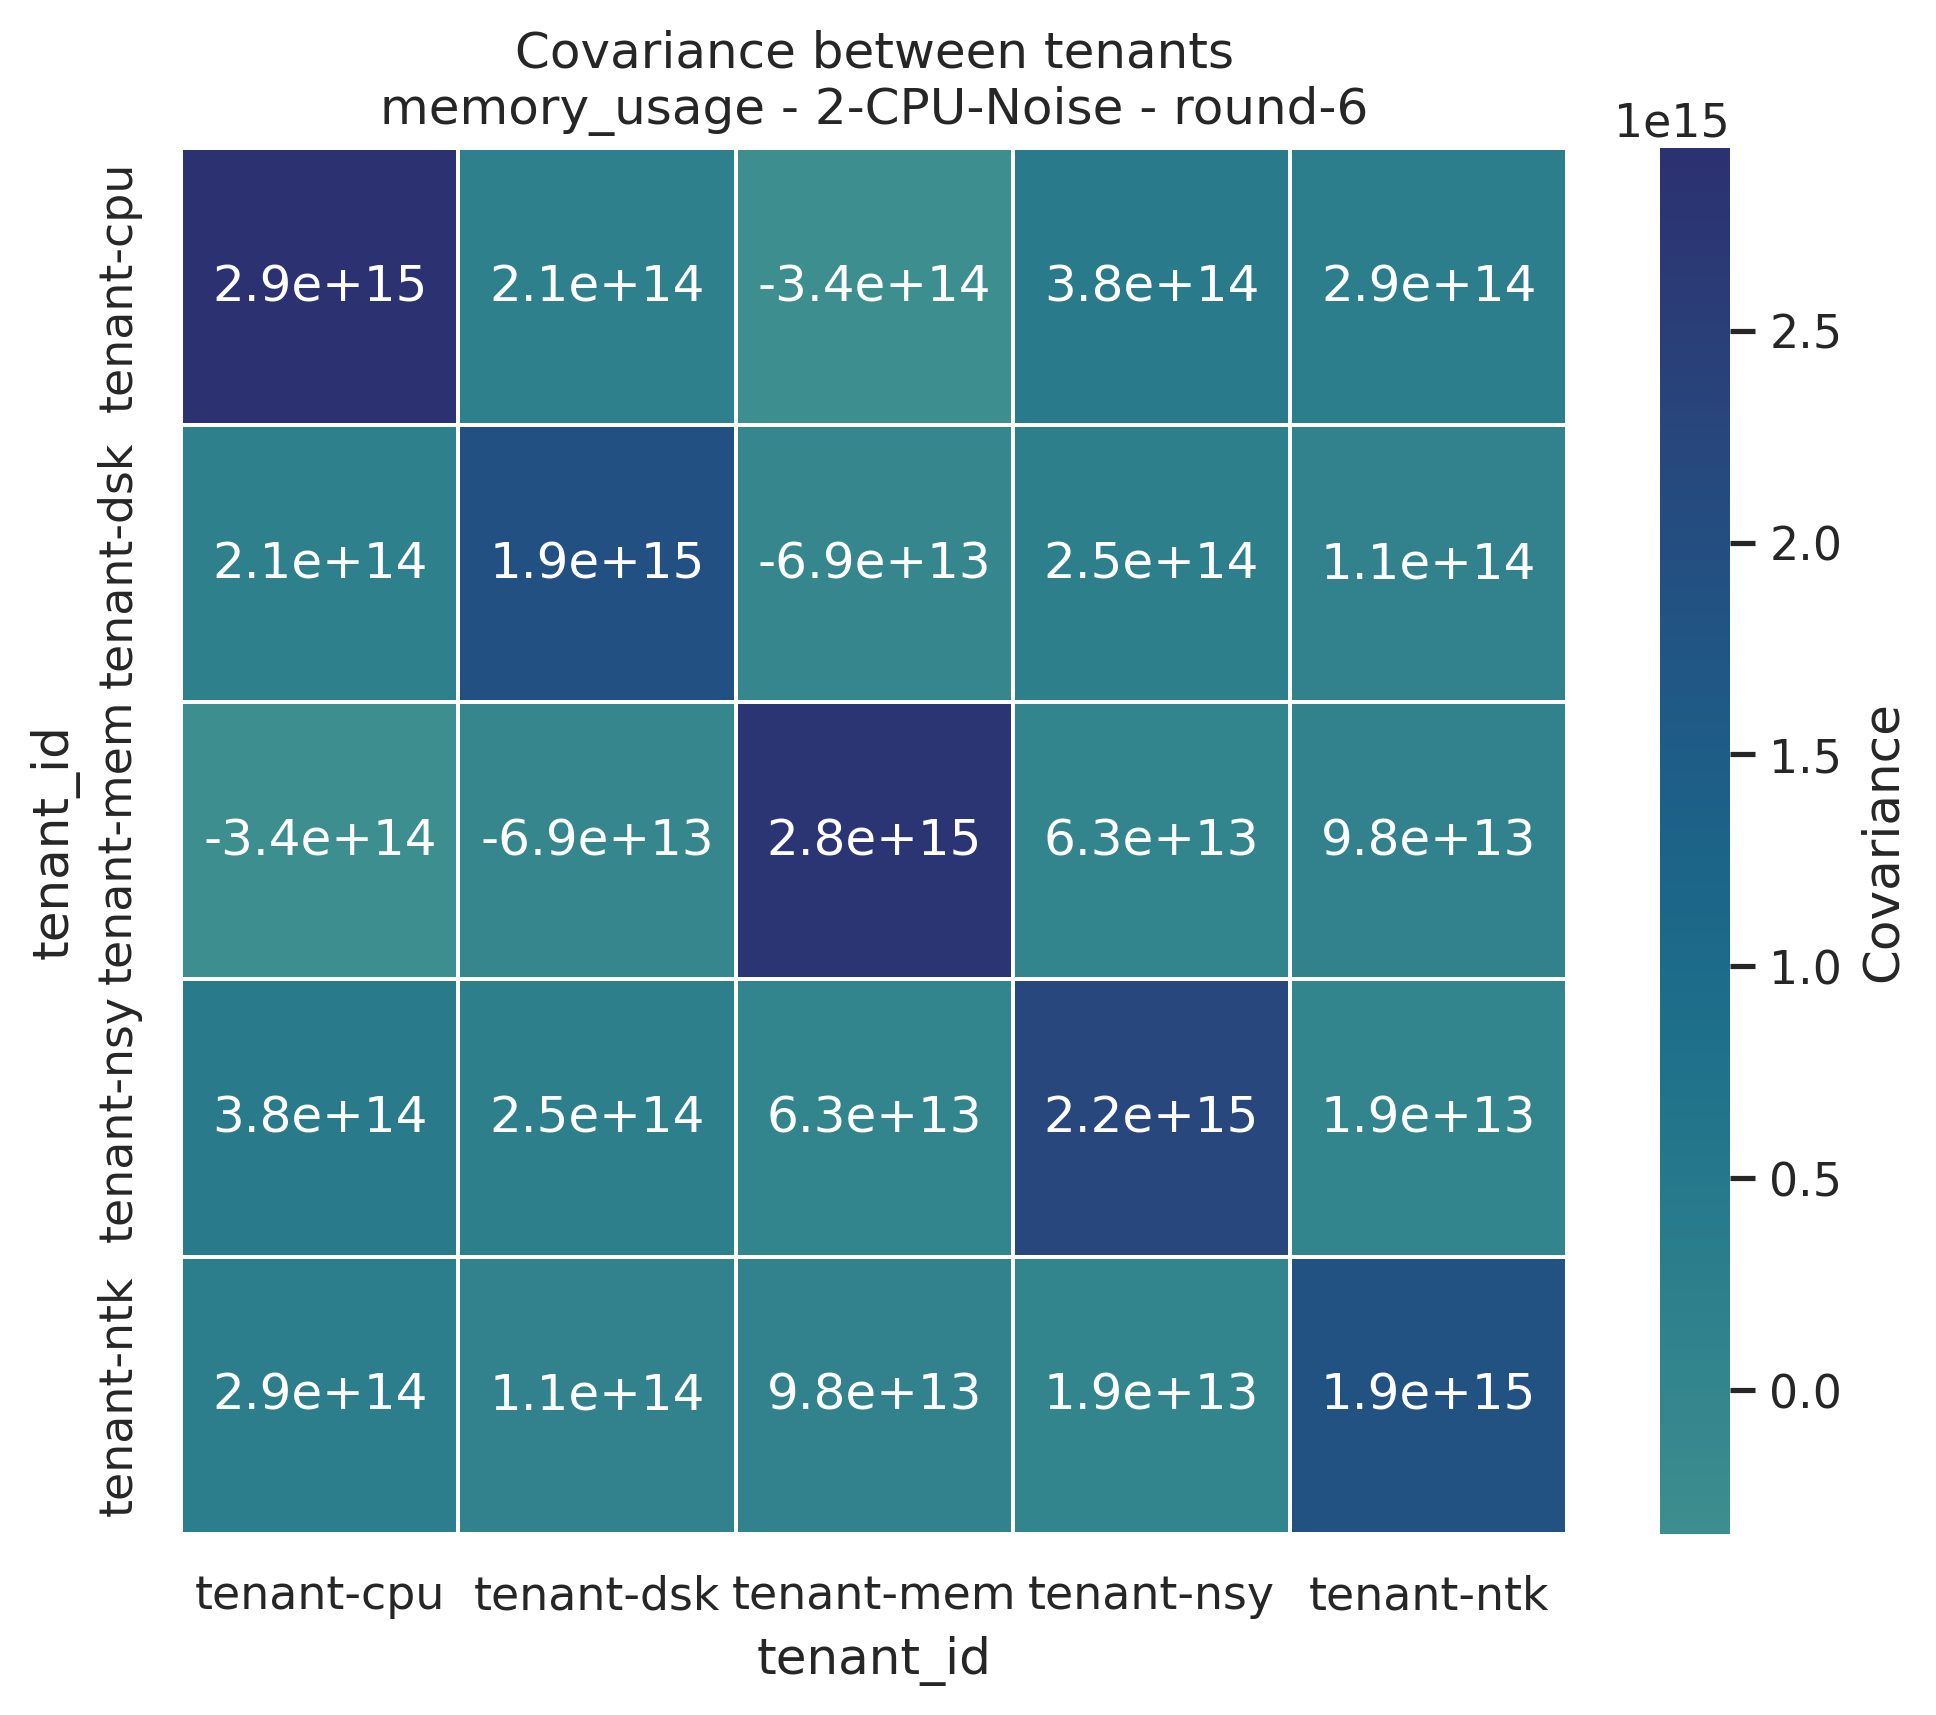 Covariance between tenants
memory_usage - 2-CPU-Noise - round-6
1e15
tenant-cpu
2.9e+15 2.1e+14 -3.4e+14 3.8e+14 2.9e+14
tenant-dsk
2.1e+14 1.9e+15 -6.9e+13 2.5e+14 1.1e+14
tenant-mem
-3.4e+14 -6.9e+13 2.8e+15 6.3e+13 9.8e+13
tenant-nsy
3.8e+14 2.5e+14 6.3e+13 2.2e+15 1.9e+13
tenant-ntk
2.9e+14 1.1e+14 9.8e+13 1.9e+13 1.9e+15
tenant_id
tenant-cpu tenant-dsk tenant-mem tenant-nsy tenant-ntk
tenant_id
2.5
2.0
1.5
1.0
0.5
0.0
Covariance